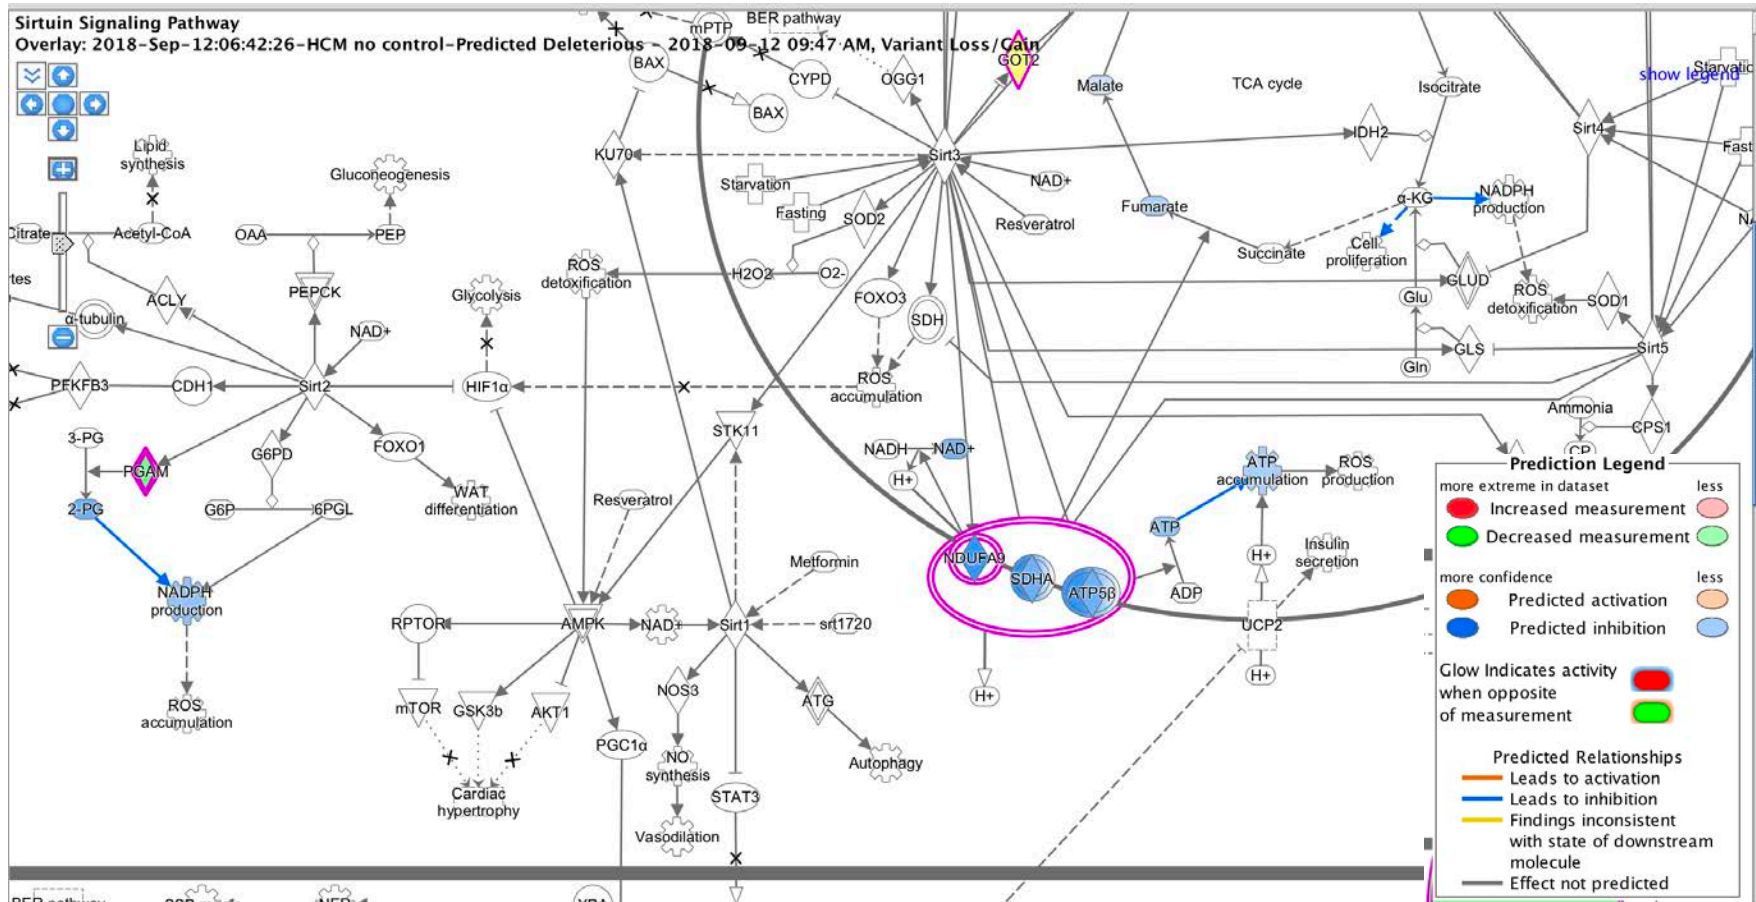 Sirtuin Signaling Pathway
Overlay: 2018-Sep-12:06:42:26-HCM no control-Predicted Deleterious - 2018-09-12 09:47 AM, Variant Loss/Gain
show legend
mPTP
BER pathway
BAX
CYPD
OGG1
GOT2
BAX
Malate
TCA cycle
Isocitrate
Starvatio
Sirt4
Fast
IDH2
Lipid
synthesis
Gluconeogenesis
KU70
Sirt3
Starvation
NAD+
Fasting
SOD2
Resveratrol
Fumarate
α-KG
NADPH
production
Citrate
Acetyl-CoA
OAA
PEP
Succinate
Cell
proliferation
NA
ROS
detoxification
H2O2
O2-
GLUD
tes
ACLY
PEPCK
Glycolysis
FOXO3
Glu
ROS
detoxification
SOD1
α-tubulin
NAD+
SDH
GLS
Sirt5
Gln
PFKFB3
CDH1
Sirt2
HIF1α
ROS
accumulation
Ammonia
CPS1
CP
3-PG
PGAM
G6PD
FOXO1
STK11
NADH
NAD+
H+
ATP
accumulation
ROS
production
2-PG
G6P
6PGL
WAT
differentiation
Resveratrol
ATP
H+
Insulin
secretion
NADPH
production
Metformin
NDUFA9
SDHA
ATP5β
ADP
RPTOR
AMPK
NAD+
Sirt1
srt1720
UCP2
H+
H+
ROS
accumulation
mTOR
GSK3b
AKT1
NOS3
ATG
PGC1α
NO
synthesis
Autophagy
Cardiac
hypertrophy
STAT3
Vasodilation
Prediction Legend
more extreme in dataset less
Increased measurement
Decreased measurement
more confidence less
Predicted activation
Predicted inhibition
Glow Indicates activity
when opposite
of measurement
Predicted Relationships
Leads to activation
Leads to inhibition
Findings inconsistent
with state of downstream
molecule
Effect not predicted